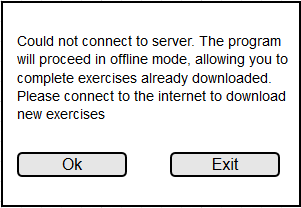 Could not connect to server. The program
will proceed in offline mode, allowing you to
complete exercises already downloaded.
Please connect to the internet to download
new exercises
Ok
Exit